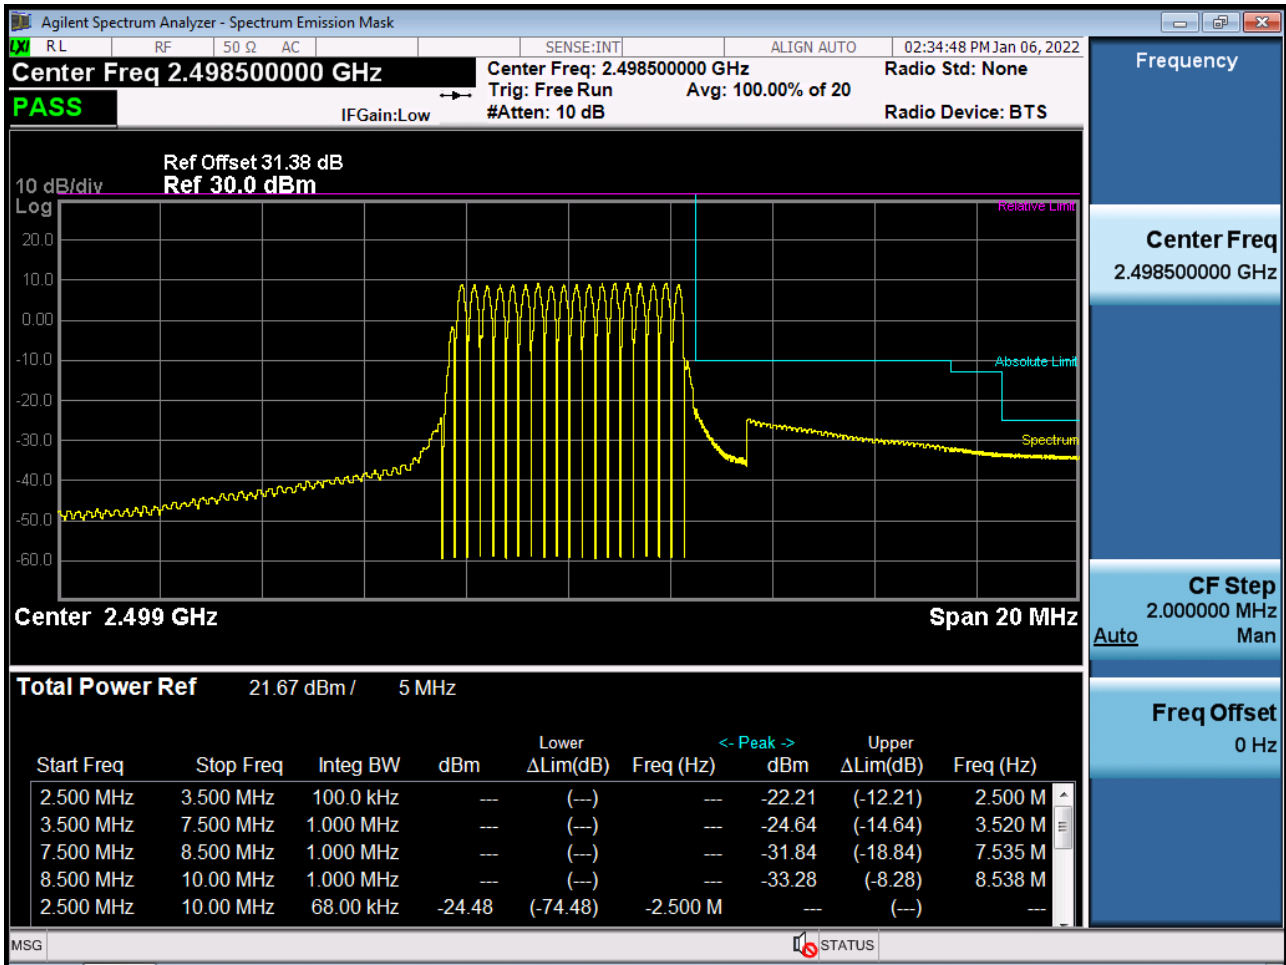 Agilent Spectrum Analyzer - Spectrum Emission Mask
LXI RL RF 50 Ω AC SENSE:INT ALIGN AUTO 02:34:48 PM Jan 06, 2022
Center Freq 2.498500000 GHz
Center Freq: 2.498500000 GHz
Radio Std: None
Trig: Free Run
Avg: 100.00% of 20
PASS
IFGain:Low
#Atten: 10 dB
Radio Device: BTS
Ref Offset 31.38 dB
10 dB/div
Ref 30.0 dBm
Log
Relative Limit
20.0
10.0
0.00
-10.0
Absolute Limit
-20.0
-30.0
Spectrum
-40.0
-50.0
-60.0
Center 2.499 GHz
Span 20 MHz
Total Power Ref 21.67 dBm / 5 MHz
Lower <- Peak -> Upper
Start Freq Stop Freq Integ BW dBm ΔLim(dB) Freq (Hz) dBm ΔLim(dB) Freq (Hz)
2.500 MHz 3.500 MHz 100.0 kHz --- (---) --- -22.21 (-12.21) 2.500 M
3.500 MHz 7.500 MHz 1.000 MHz --- (---) --- -24.64 (-14.64) 3.520 M
7.500 MHz 8.500 MHz 1.000 MHz --- (---) --- -31.84 (-18.84) 7.535 M
8.500 MHz 10.00 MHz 1.000 MHz --- (---) --- -33.28 (-8.28) 8.538 M
2.500 MHz 10.00 MHz 68.00 kHz -24.48 (-74.48) -2.500 M --- (---) ---
MSG
STATUS
Frequency
Center Freq
2.498500000 GHz
CF Step
2.000000 MHz
Auto Man
Freq Offset
0 Hz